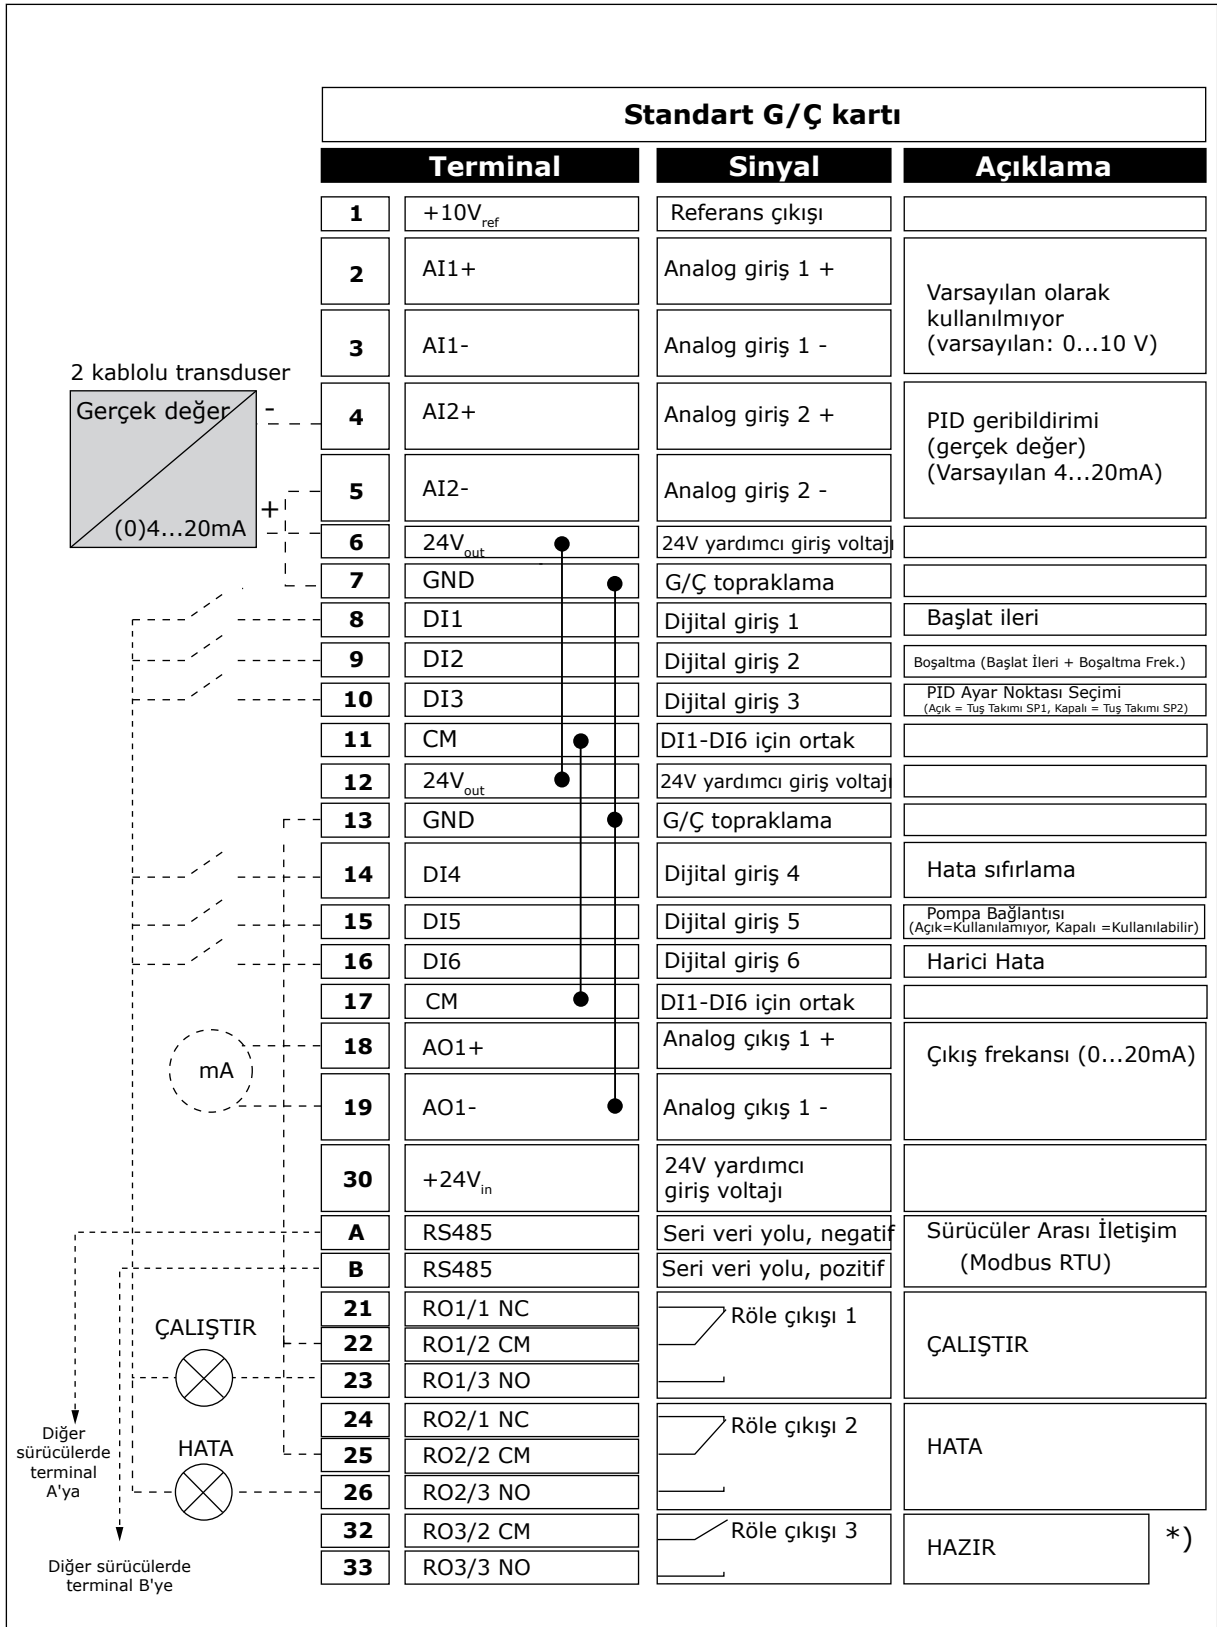 Standart G/Ç kartı
Terminal Sinyal Açıklama
1 +10Vref Referans çıkışı
2 AI1+ Analog giriş 1 +
Varsayılan olarak
kullanılmıyor
(varsayılan: 0...10 V)
3 AI1- Analog giriş 1 -
2 kablolu transduser
Gerçek değer -
+
(0)4...20mA
4 AI2+ Analog giriş 2 +
PID geribildirimi
(gerçek değer)
(Varsayılan 4...20mA)
5 AI2- Analog giriş 2 -
6 24Vout 24V yardımcı giriş voltajı
7 GND G/Ç topraklama
8 DI1 Dijital giriş 1 Başlat ileri
9 DI2 Dijital giriş 2 Boşaltma (Başlat İleri + Boşaltma Frek.)
10 DI3 Dijital giriş 3 PID Ayar Noktası Seçimi
(Açık = Tuş Takımı SP1, Kapalı = Tuş Takımı SP2)
11 CM DI1-DI6 için ortak
12 24Vout 24V yardımcı giriş voltajı
13 GND G/Ç topraklama
14 DI4 Dijital giriş 4 Hata sıfırlama
15 DI5 Dijital giriş 5 Pompa Bağlantısı
(Açık=Kullanılamıyor, Kapalı =Kullanılabilir)
16 DI6 Dijital giriş 6 Harici Hata
17 CM DI1-DI6 için ortak
18 AO1+ Analog çıkış 1 + Çıkış frekansı (0...20mA)
mA
19 AO1- Analog çıkış 1 -
30 +24Vin 24V yardımcı
giriş voltajı
A RS485 Seri veri yolu, negatif Sürücüler Arası İletişim
(Modbus RTU)
B RS485 Seri veri yolu, pozitif
21 RO1/1 NC Röle çıkışı 1
ÇALIŞTIR
22 RO1/2 CM ÇALIŞTIR
23 RO1/3 NO
24 RO2/1 NC Röle çıkışı 2
HATA
25 RO2/2 CM HATA
26 RO2/3 NO
Diğer
sürücülerde
terminal
A'ya
32 RO3/2 CM Röle çıkışı 3 HAZIR *)
33 RO3/3 NO
Diğer sürücülerde
terminal B'ye